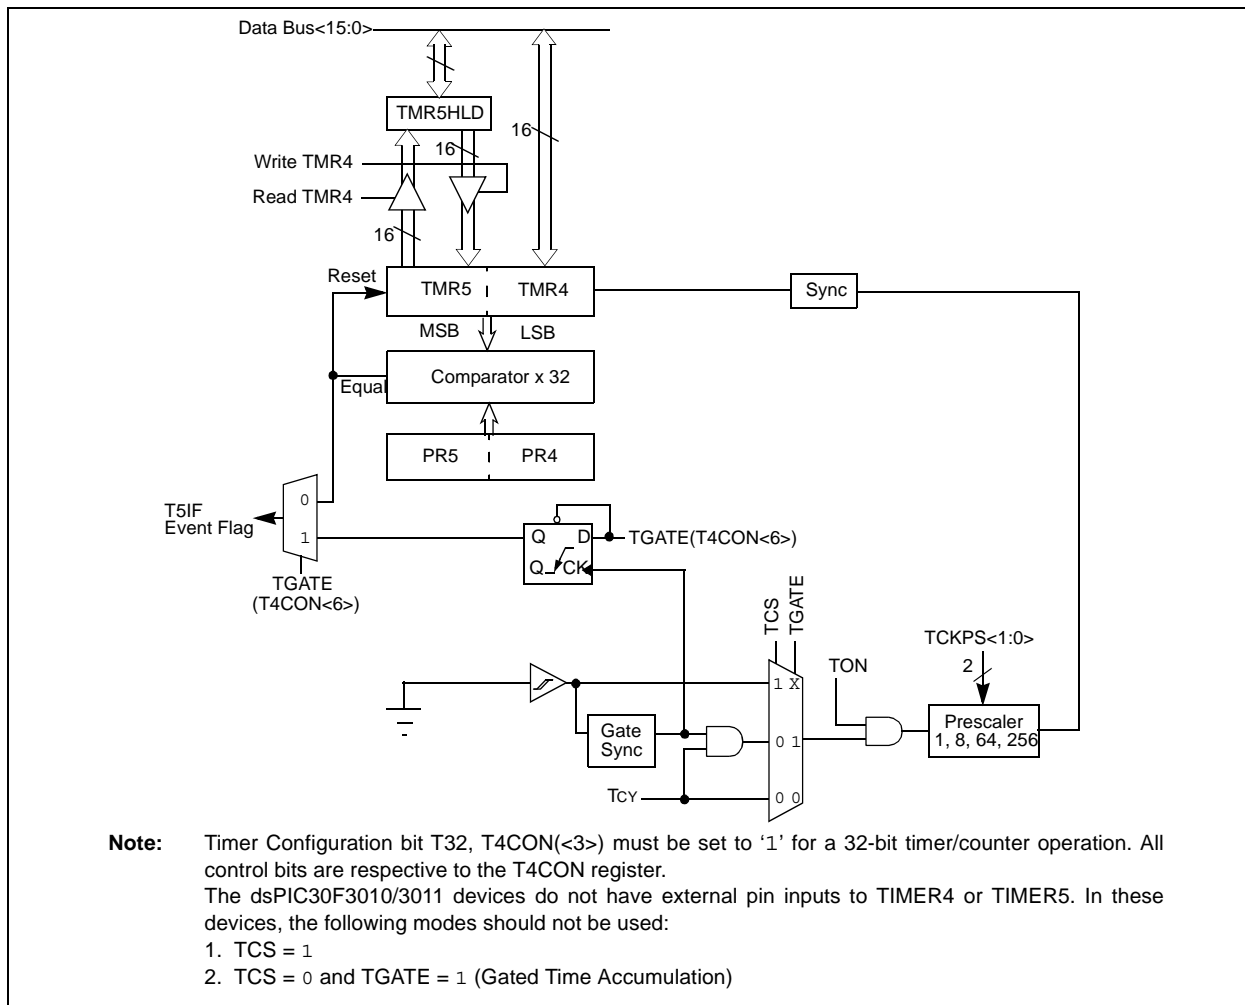 Data Bus<15:0>
TMR5HLD
16
16
Write TMR4
Read TMR4
16
Reset
TMR5
TMR4
Sync
MSB
LSB
Equal
Comparator x 32
PR5
PR4
0
T5IF
Event Flag
1
Q
D
TGATE(T4CON<6>)
Q
CK
TGATE
(T4CON<6>)
TCS
TGATE
TCKPS<1:0>
2
TON
1 X
Gate
Sync
0 1
Prescaler
1, 8, 64, 256
TCY
0 0
Note: Timer Configuration bit T32, T4CON(<3>) must be set to ‘1’ for a 32-bit timer/counter operation. All
control bits are respective to the T4CON register.
The dsPIC30F3010/3011 devices do not have external pin inputs to TIMER4 or TIMER5. In these
devices, the following modes should not be used:
1. TCS = 1
2. TCS = 0 and TGATE = 1 (Gated Time Accumulation)